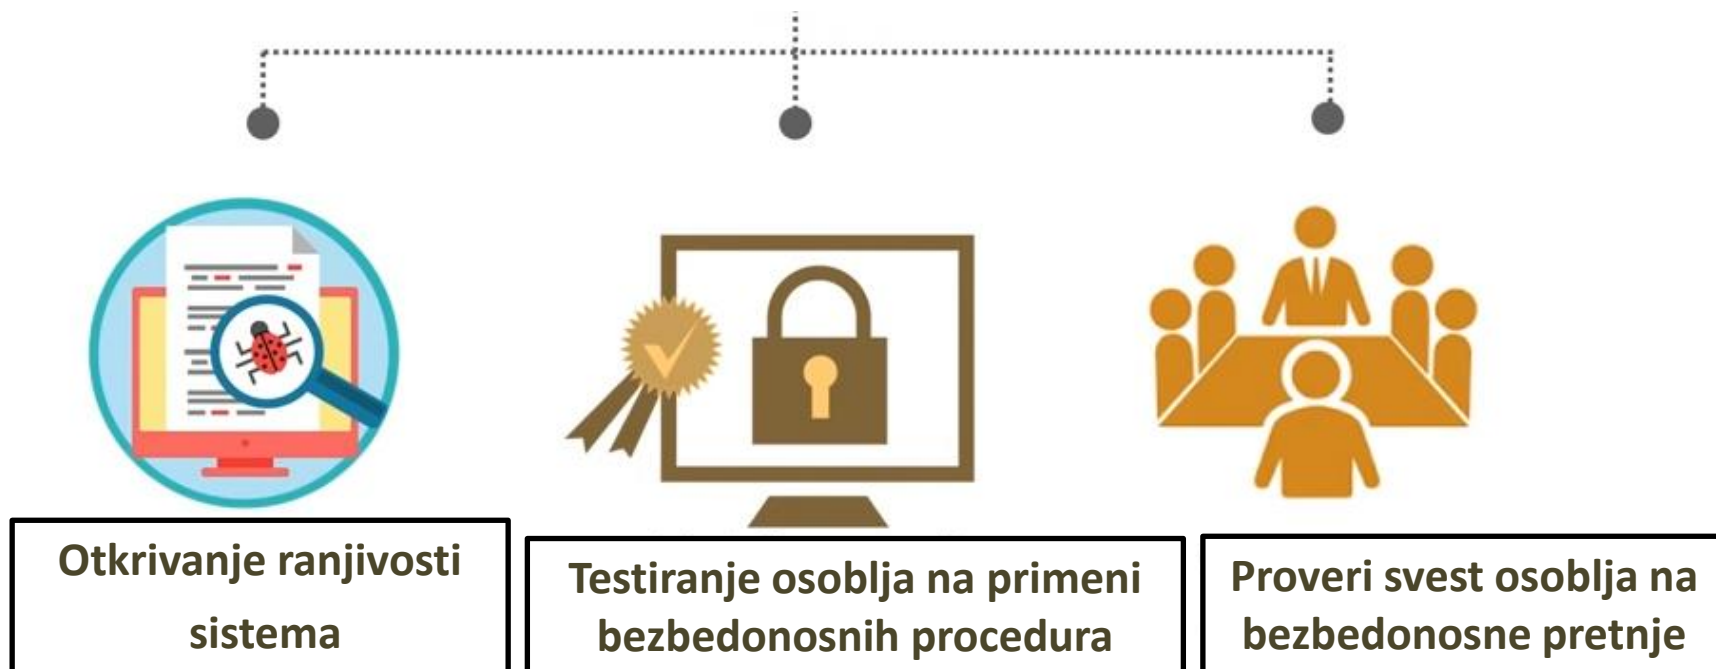 Otkrivanje ranjivosti
sistema
Testiranje osoblja na primeni
bezbedonosnih procedura
Proveri svest osoblja na
bezbedonosne pretnje